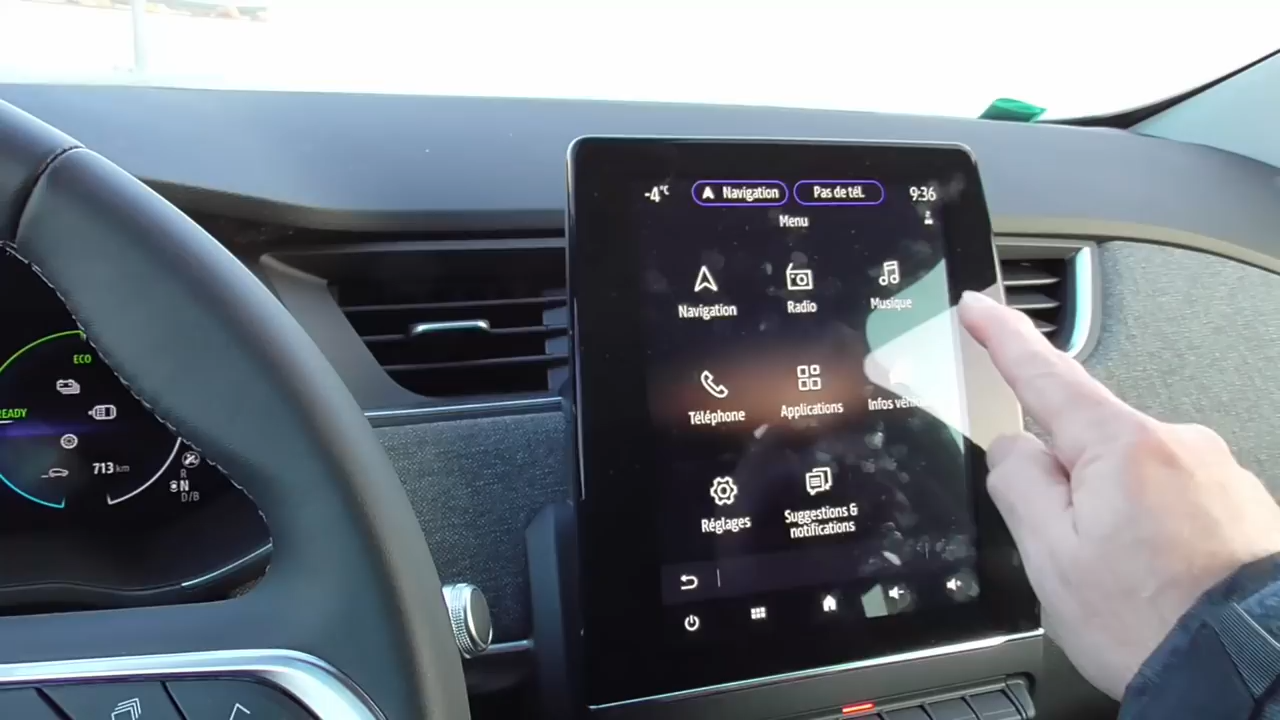 -4°C
Navigation
Pas de tél.
9:36
Menu
Navigation
Radio
Musique
Téléphone
Applications
Infos
Réglages
Suggestions &
notifications
ECO
READY
713 km
R
N
D/B